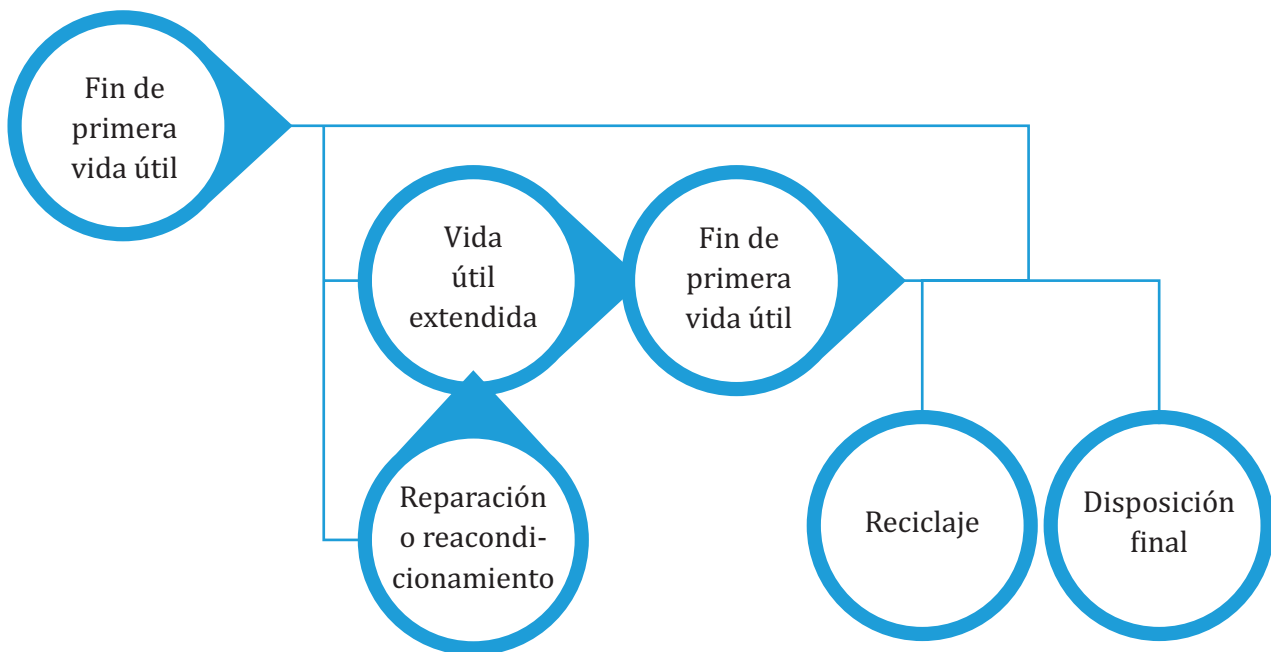 Fin de
primera
vida útil
Vida
útil
extendida
Fin de
primera
vida útil
Reparación
o reacondi-
cionamiento
Reciclaje
Disposición
final